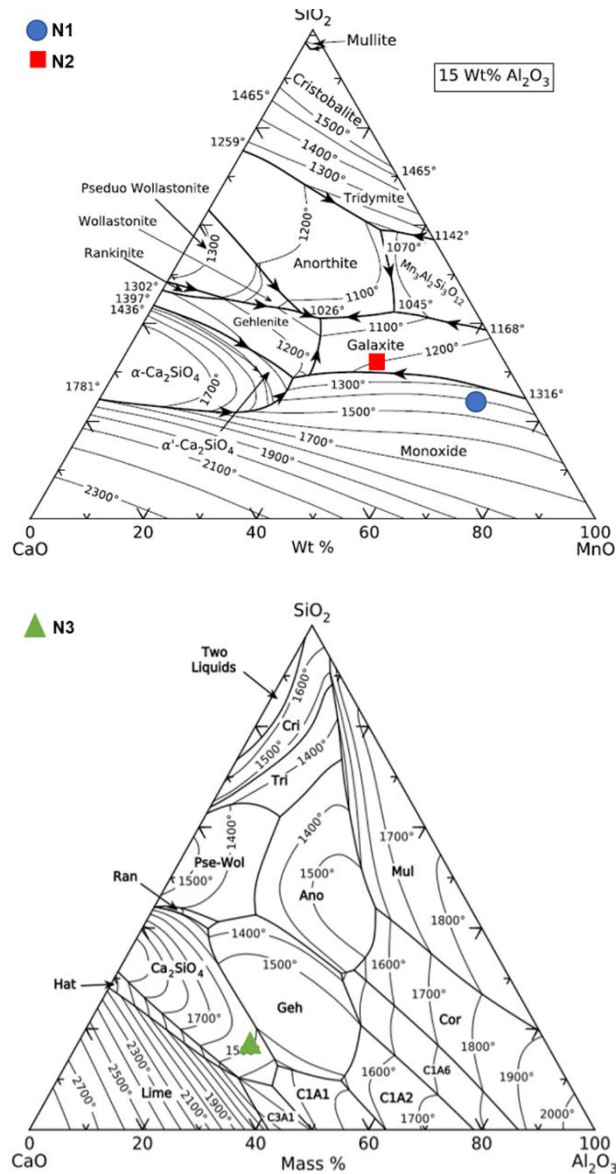 N1
N2
SiO₂
Mullite
15 Wt% Al₂O₃
Cristobalite
1465°
1500°
1400°
1300°
1259°
1465°
Pseduo Wollastonite
Tridymite
1200°
1142°
1070°
Wollastonite
1300
Anorthite
Mn₃Al₂Si₃O₁₂
Rankinite
1302°
1397°
1436°
1100°
1045°
1026°
1168°
Gehlenite
1100°
Galaxite
1200°
1200°
α-Ca₂SiO₄
1700°
1300°
1316°
1781°
1500°
α'-Ca₂SiO₄
1700°
Monoxide
1900°
2100°
2300°
0
20
40
60
80
100
CaO
Wt %
MnO
N3
SiO₂
Two
Liquids
1600°
Cri
1500°
1400°
Tri
1400°
1400°
1700°
Pse-Wol
1500°
Mul
Ran
1500°
Ano
1800°
1400°
Ca₂SiO₄
1500°
1600°
Hat
1700°
1700°
Geh
Cor
1800°
2300°
2500°
2700°
Lime
2100°
1900°
C3A1
C1A1
1600°
C1A2
C1A6
1700°
1900°
2000°
0
20
40
60
80
100
CaO
Mass %
Al₂O₃